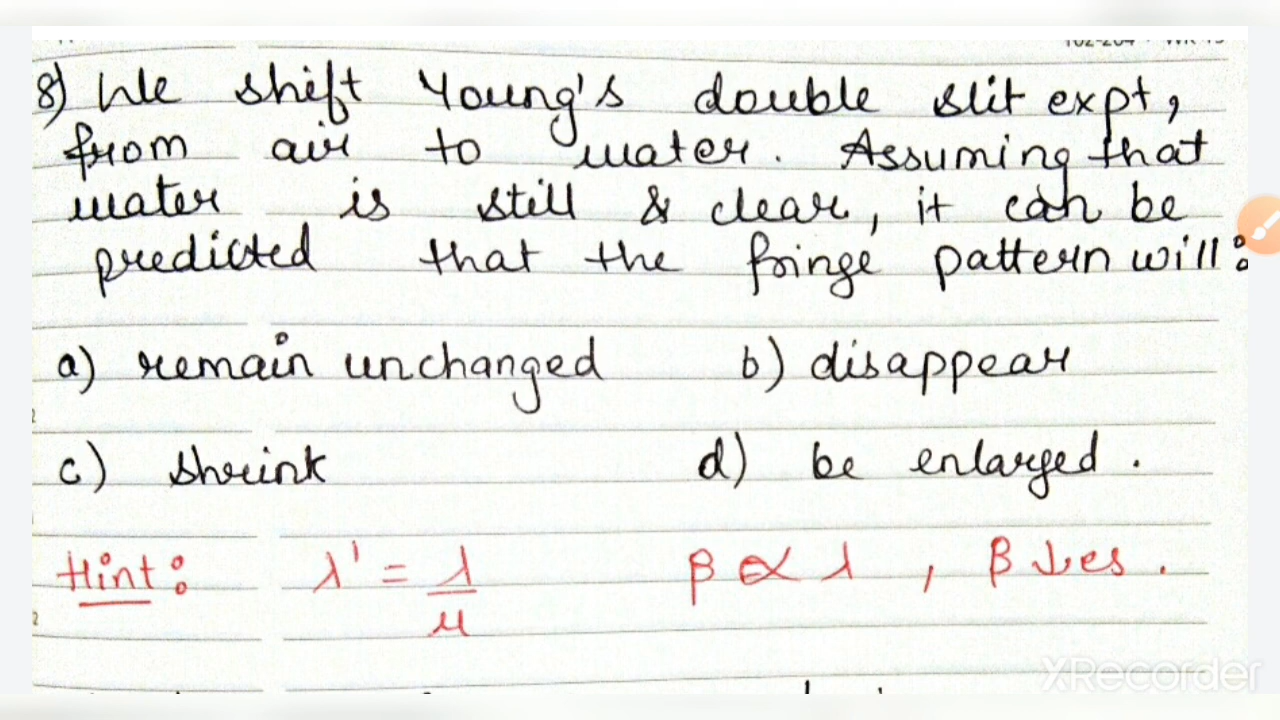 8) We shift Young's double slit expt,
from air to water. Assuming that
water is still & clear, it can be
predicted that the fringe pattern will:
a) remain unchanged b) disappear
c) shrink d) be enlarged.
Hint: λ' = λ/μ β ∝ λ, β ↓es.
XRecorder